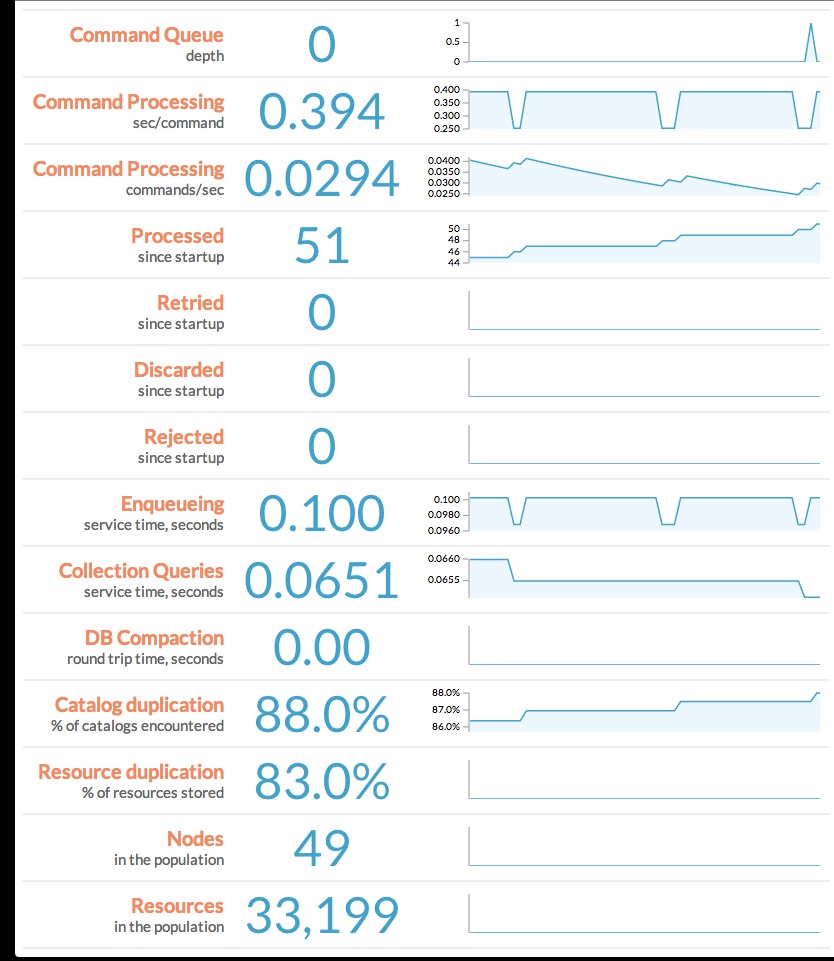 Command Queue
depth
0
1
0.5
0
Command Processing
sec/command
0.394
0.400
0.350
0.300
0.250
Command Processing
commands/sec
0.0294
0.0400
0.0350
0.0300
0.0250
Processed
since startup
51
50
48
46
44
Retried
since startup
0
Discarded
since startup
0
Rejected
since startup
0
Enqueueing
service time, seconds
0.100
0.100
0.0980
0.0960
Collection Queries
service time, seconds
0.0651
0.0660
0.0655
DB Compaction
round trip time, seconds
0.00
Catalog duplication
% of catalogs encountered
88.0%
88.0%
87.0%
86.0%
Resource duplication
% of resources stored
83.0%
Nodes
in the population
49
Resources
in the population
33,199